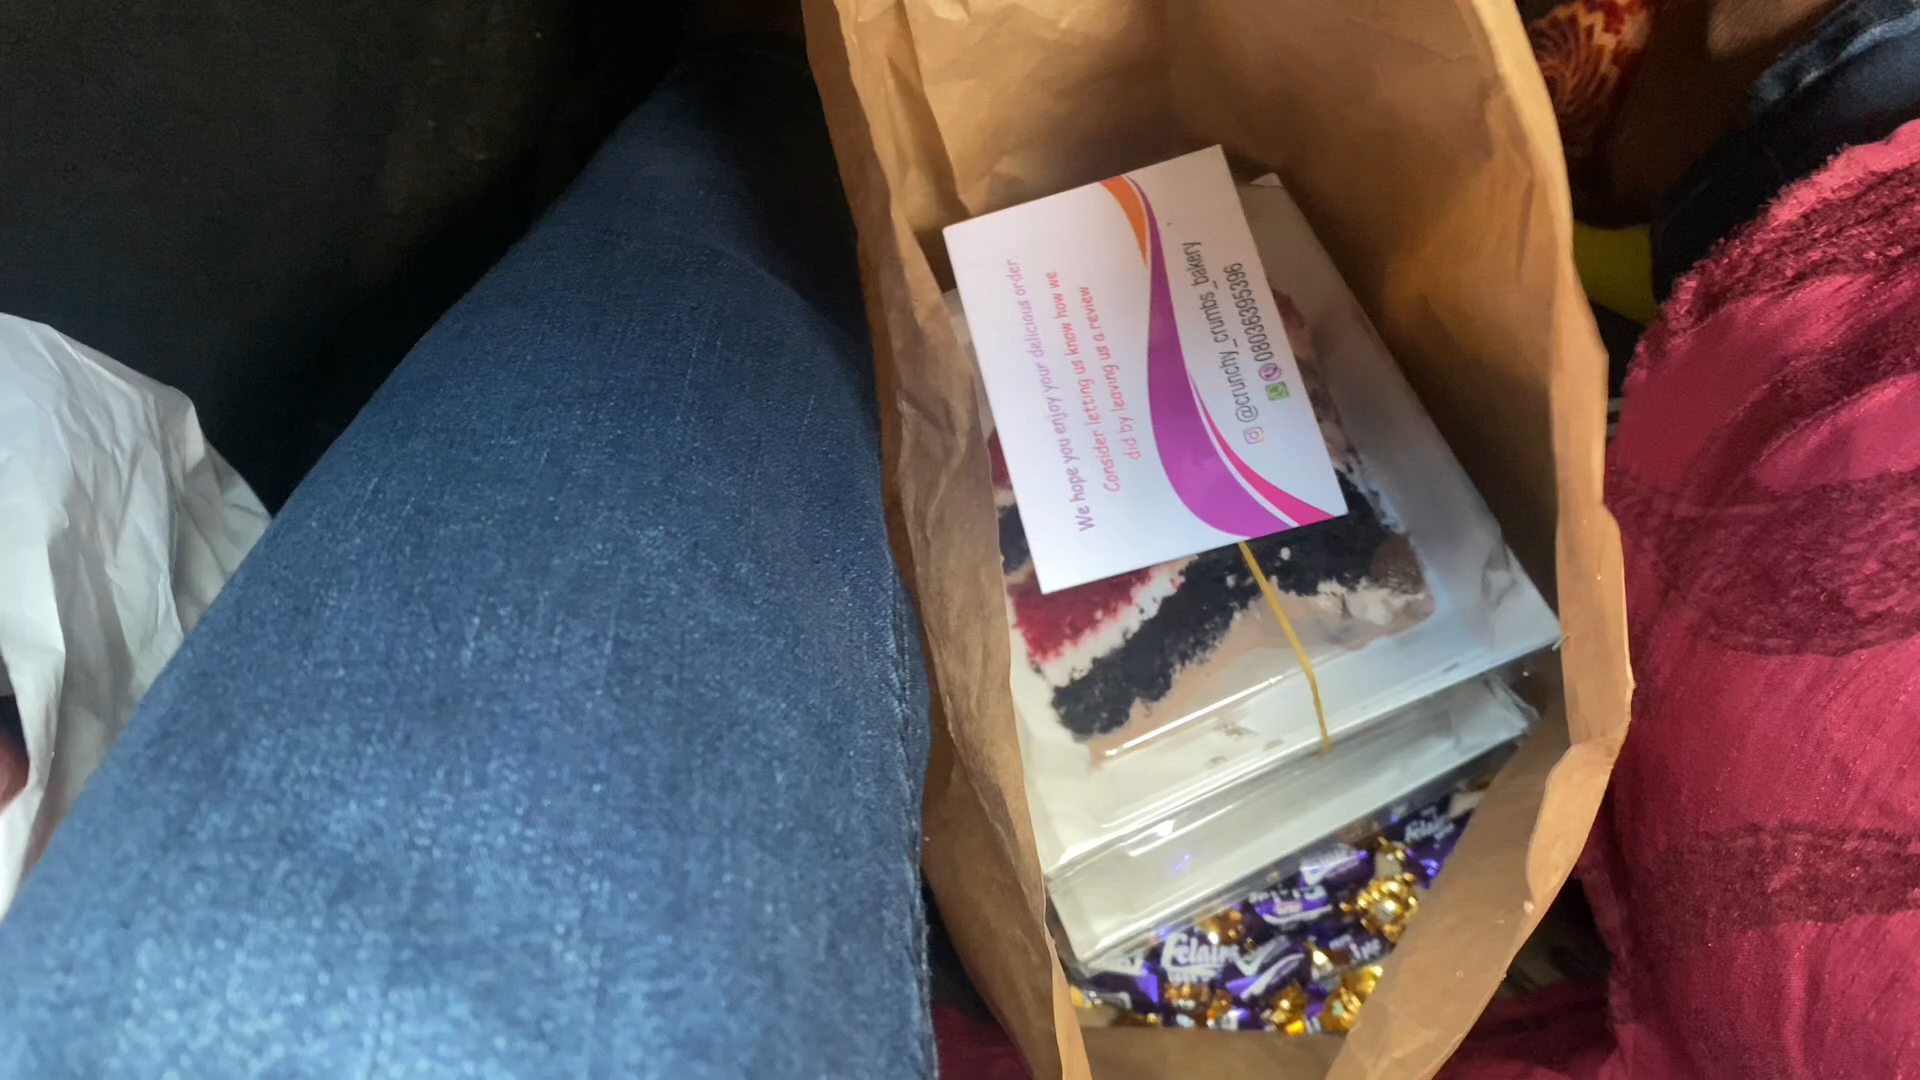 We hope you enjoy your delicious order
Consider letting us know how we
did by leaving us a review
@crunchy_crumbs_bakery
08036395396
Eclairs